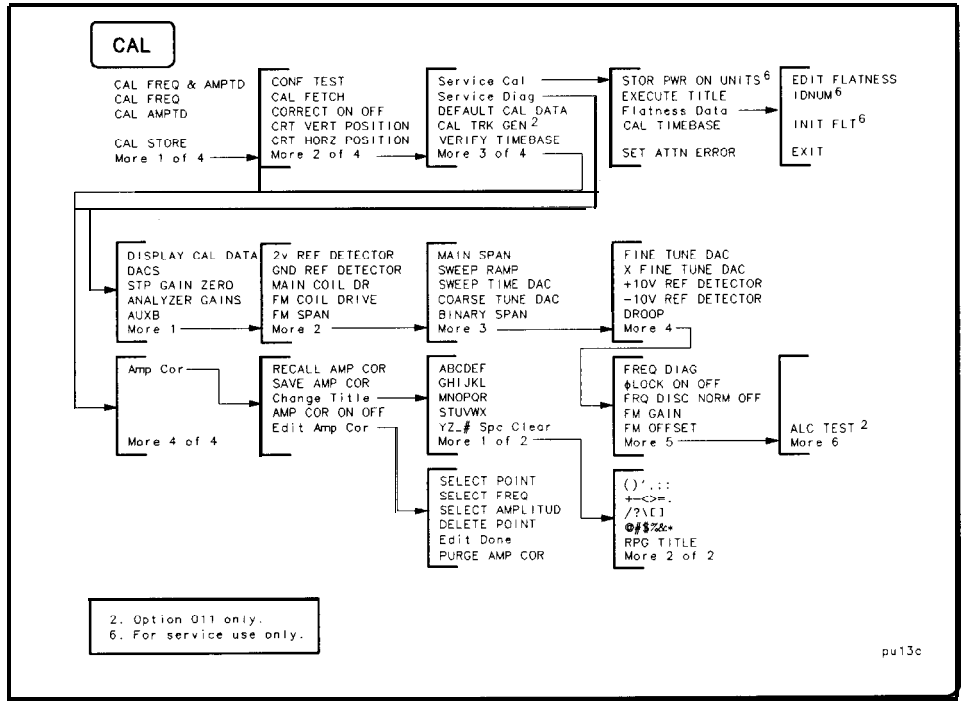 CAL
CAL FREQ & AMPTD
CAL FREQ
CAL AMPTD
CAL STORE
More 1 of 4
CONF TEST
CAL FETCH
CORRECT ON OFF
CRT VERT POSITION
CRT HORZ POSITION
More 2 of 4
Service Cal
Service Diag
DEFAULT CAL DATA
CAL TRK GEN 2
VERIFY TIMEBASE
More 3 of 4
STOR PWR ON UNITS 6
EXECUTE TITLE
Flatness Data
CAL TIMEBASE
SET ATTN ERROR
EDIT FLATNESS
IDNUM 6
INIT FLT 6
EXIT
DISPLAY CAL DATA
DACS
STP GAIN ZERO
ANALYZER GAINS
AUXB
More 1
2v REF DETECTOR
GND REF DETECTOR
MAIN COIL DR
FM COIL DRIVE
FM SPAN
More 2
MAIN SPAN
SWEEP RAMP
SWEEP TIME DAC
COARSE TUNE DAC
BINARY SPAN
More 3
FINE TUNE DAC
X FINE TUNE DAC
+10V REF DETECTOR
-10V REF DETECTOR
DROOP
More 4
Amp Cor
More 4 of 4
RECALL AMP COR
SAVE AMP COR
Change Title
AMP COR ON OFF
Edit Amp Cor
ABCDEF
GHIJKL
MNOPQR
STUVWX
YZ_# Spc Clear
More 1 of 2
FREQ DIAG
ϕLOCK ON OFF
FRQ DISC NORM OFF
FM GAIN
FM OFFSET
More 5
ALC TEST 2
More 6
SELECT POINT
SELECT FREQ
SELECT AMPLITUD
DELETE POINT
Edit Done
PURGE AMP COR
()',;:
+-<>=.
/?\[]
@#$%&*
RPG TITLE
More 2 of 2
2. Option 011 only.
6. For service use only.
pu13c